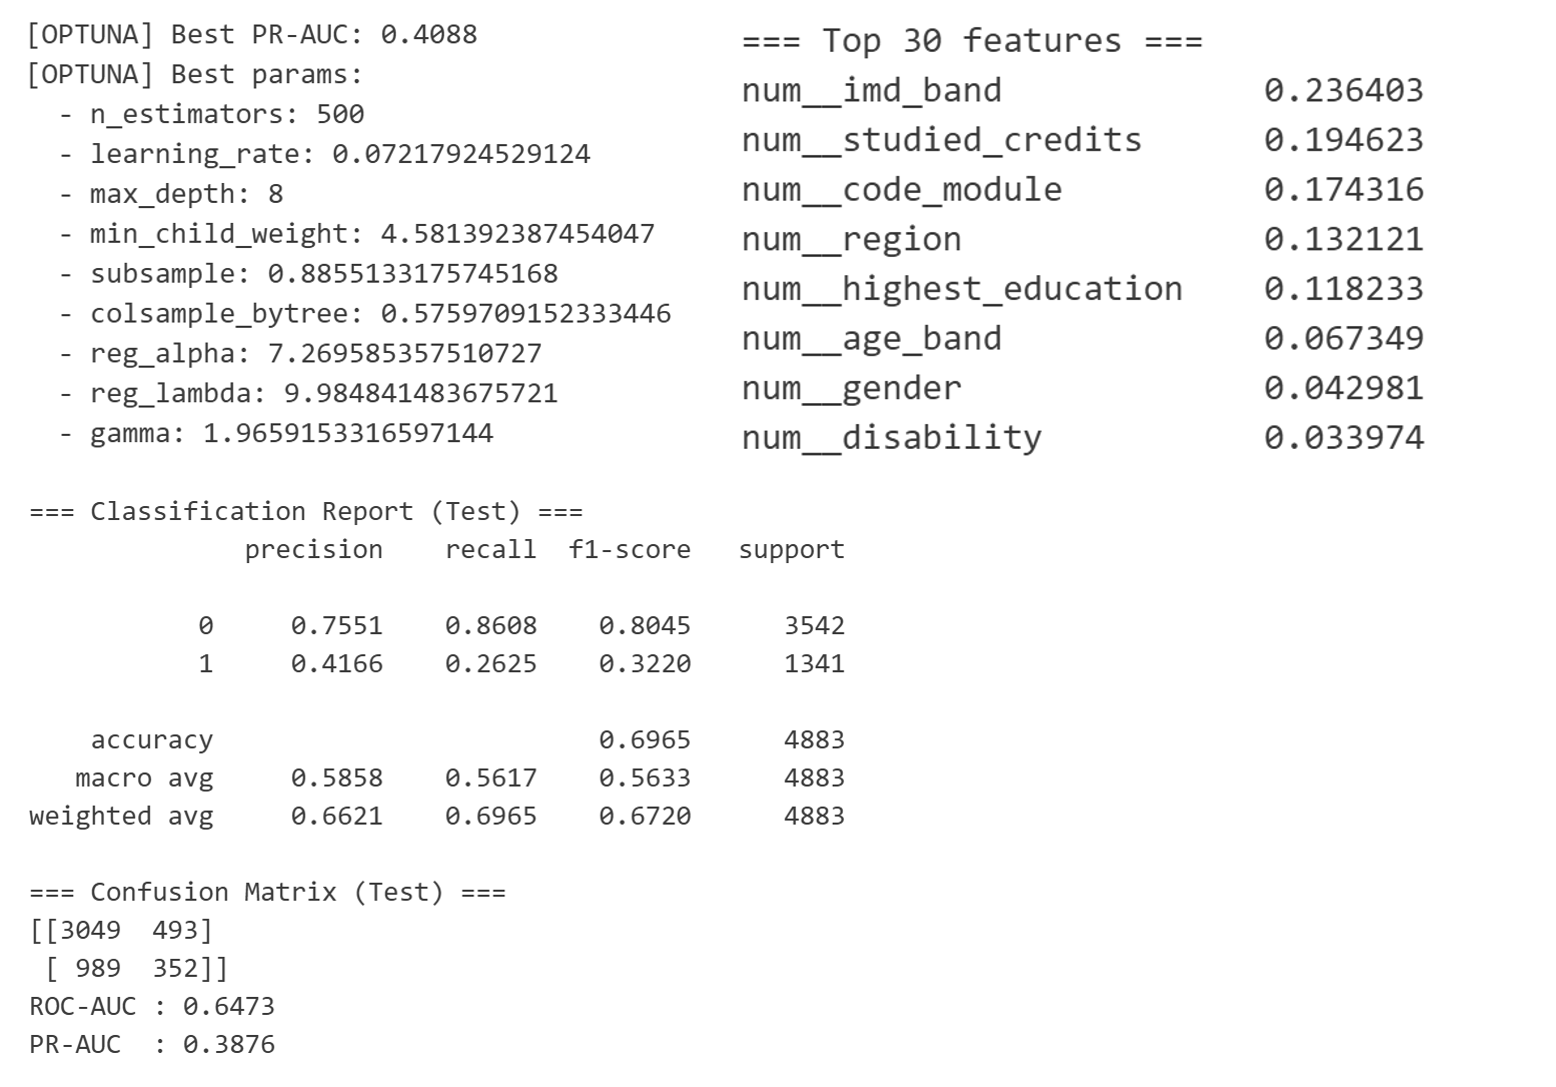 [OPTUNA] Best PR-AUC: 0.4088
[OPTUNA] Best params:
- n_estimators: 500
- learning_rate: 0.07217924529124
- max_depth: 8
- min_child_weight: 4.581392387454047
- subsample: 0.8855133175745168
- colsample_bytree: 0.5759709152333446
- reg_alpha: 7.269585357510727
- reg_lambda: 9.984841483675721
- gamma: 1.9659153316597144
=== Top 30 features ===
num__imd_band 0.236403
num__studied_credits 0.194623
num__code_module 0.174316
num__region 0.132121
num__highest_education 0.118233
num__age_band 0.067349
num__gender 0.042981
num__disability 0.033974
=== Classification Report (Test) ===
precision recall f1-score support
0 0.7551 0.8608 0.8045 3542
1 0.4166 0.2625 0.3220 1341
accuracy 0.6965 4883
macro avg 0.5858 0.5617 0.5633 4883
weighted avg 0.6621 0.6965 0.6720 4883
=== Confusion Matrix (Test) ===
[[3049 493]
[ 989 352]]
ROC-AUC : 0.6473
PR-AUC : 0.3876